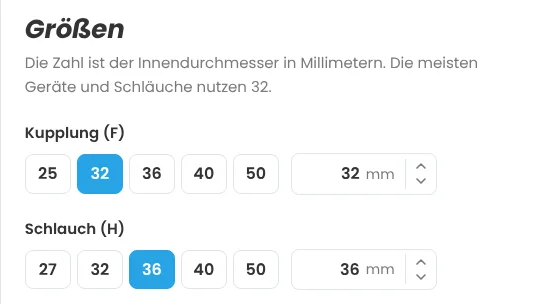 Größen
Die Zahl ist der Innendurchmesser in Millimetern. Die meisten
Geräte und Schläuche nutzen 32.
Kupplung (F)
25 32 36 40 50 32 mm
Schlauch (H)
27 32 36 40 50 36 mm